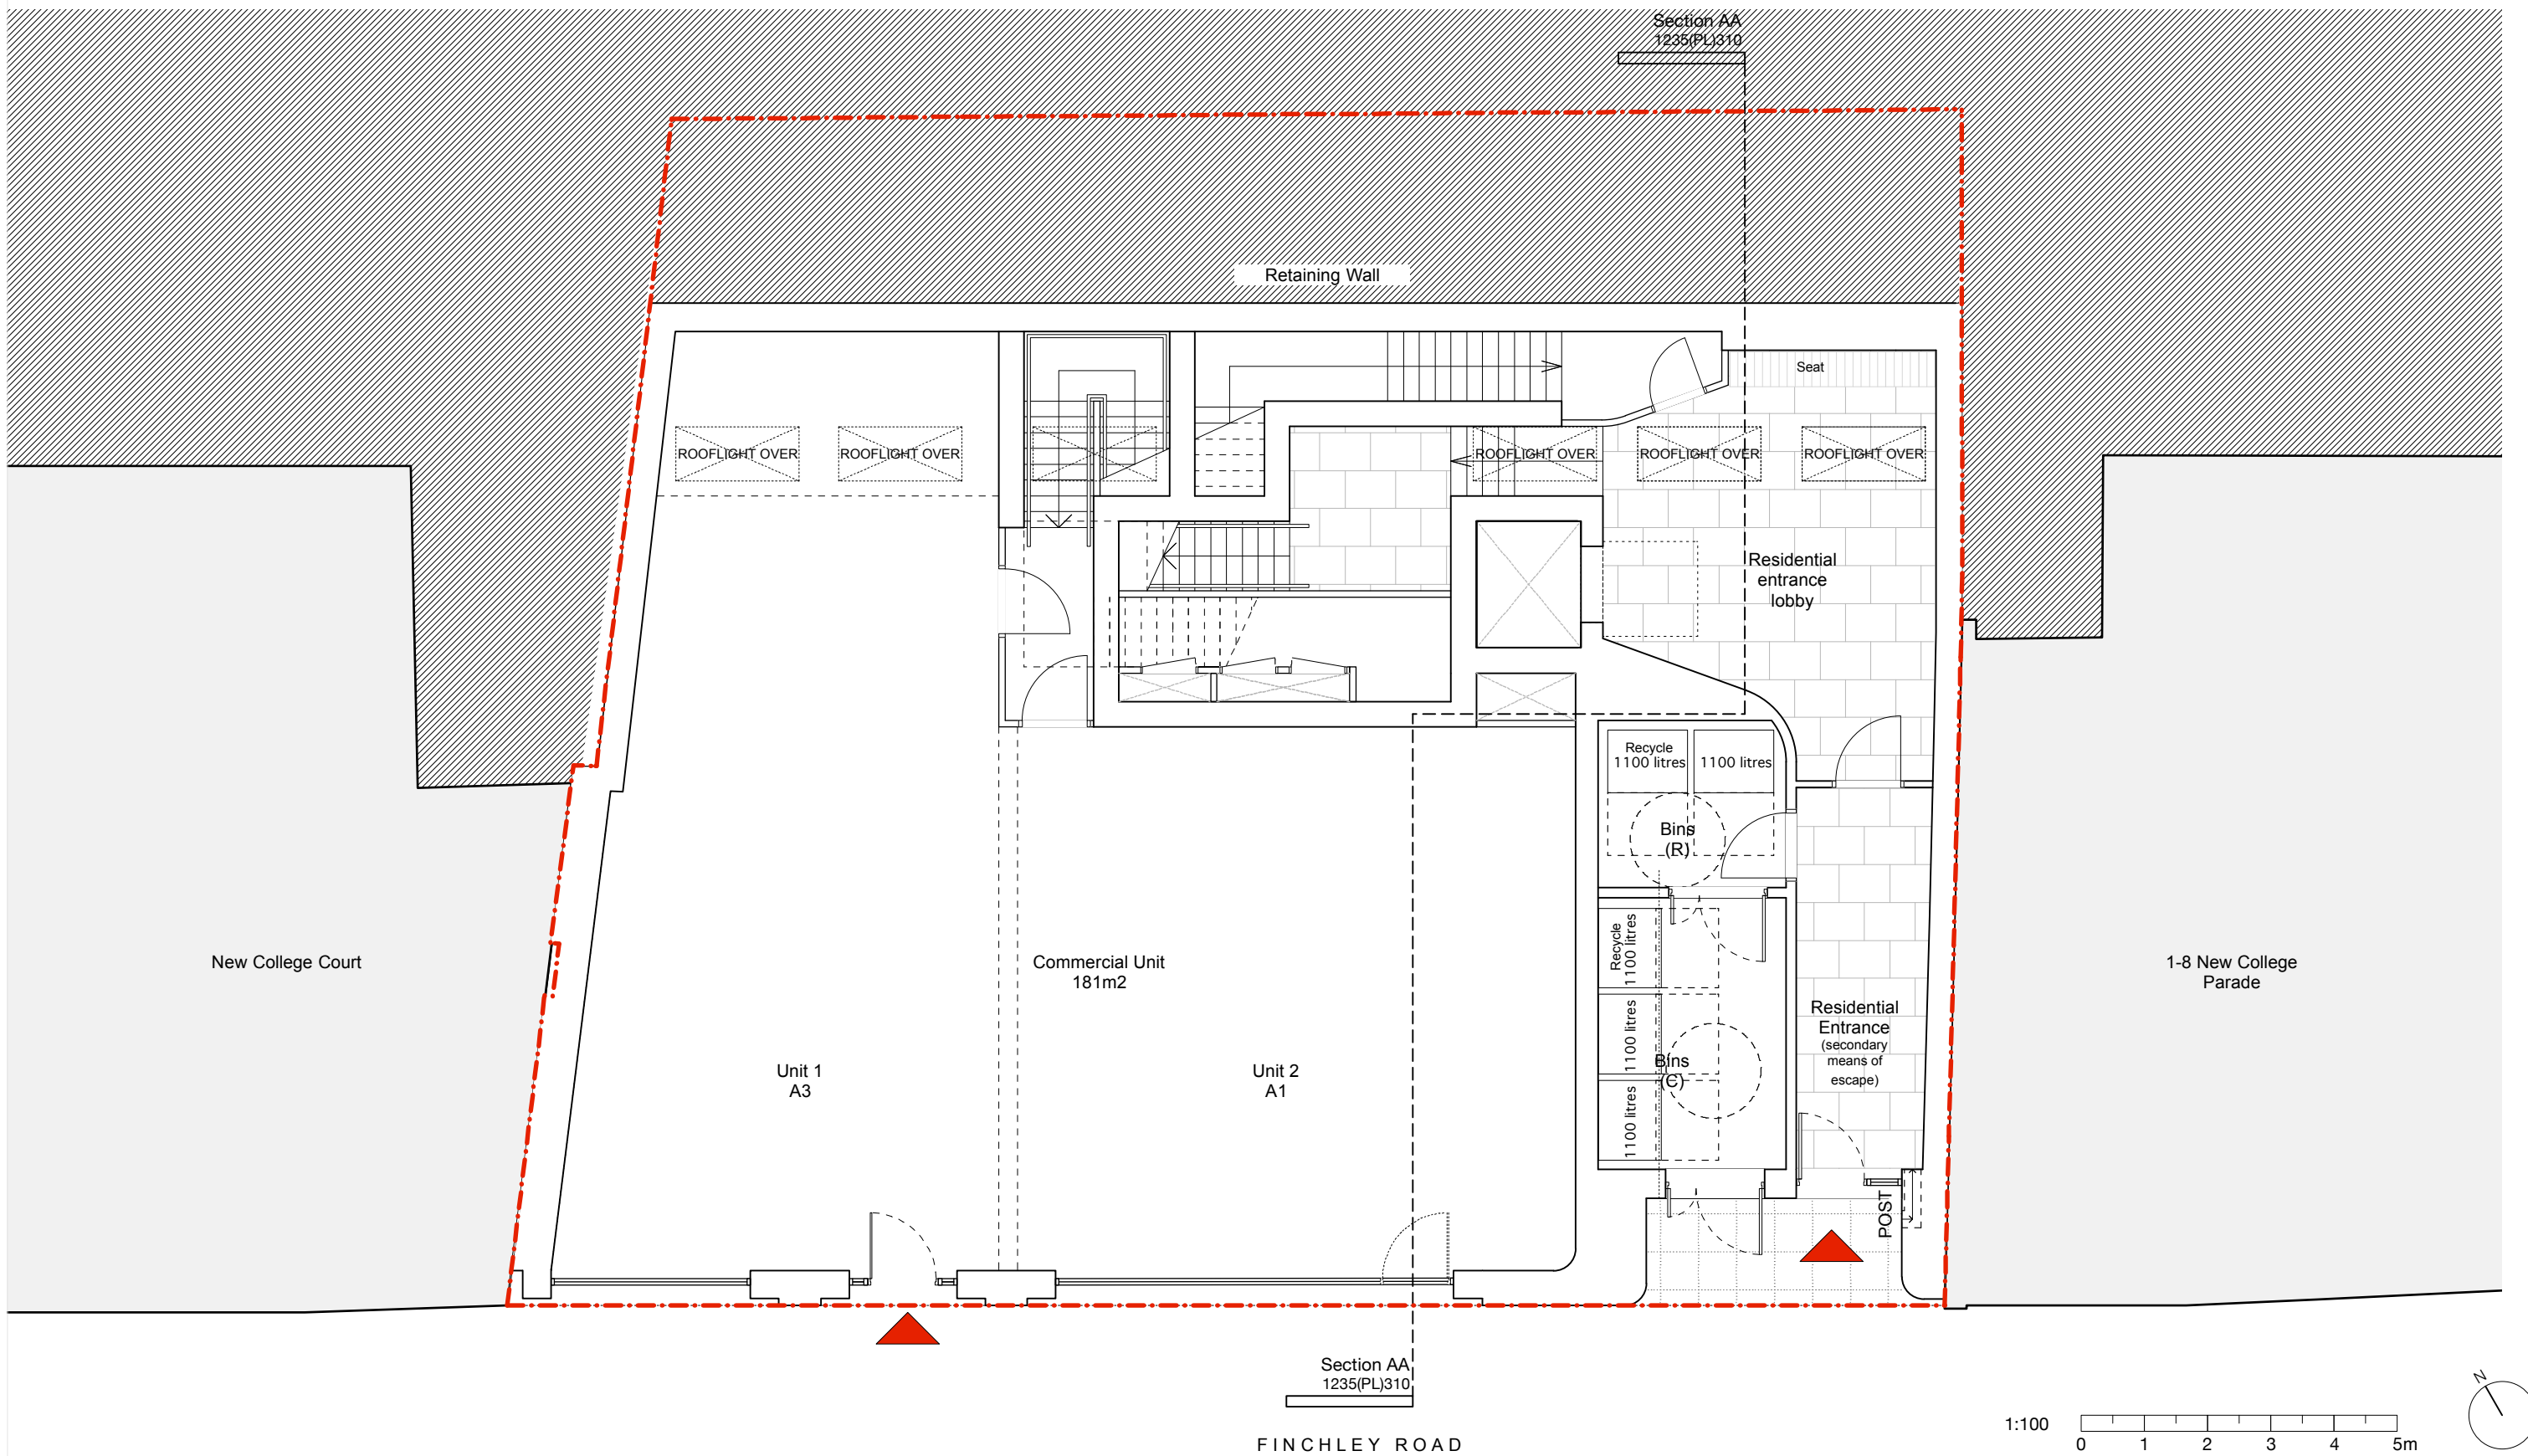 Section AA
1235(PL)310
Retaining Wall
Seat
ROOFLIGHT OVER
ROOFLIGHT OVER
ROOFLIGHT OVER
ROOFLIGHT OVER
ROOFLIGHT OVER
Residential
entrance
lobby
Recycle
1100 litres
1100 litres
Bins
(R)
Recycle
1100 litres
New College Court
Commercial Unit
181m2
1-8 New College
Parade
Residential
Entrance
(secondary
means of
escape)
1100 litres
Bins
(C)
Unit 1
A3
Unit 2
A1
1100 litres
POST
Section AA
1235(PL)310
FINCHLEY ROAD
1:100
0 1 2 3 4 5m
N